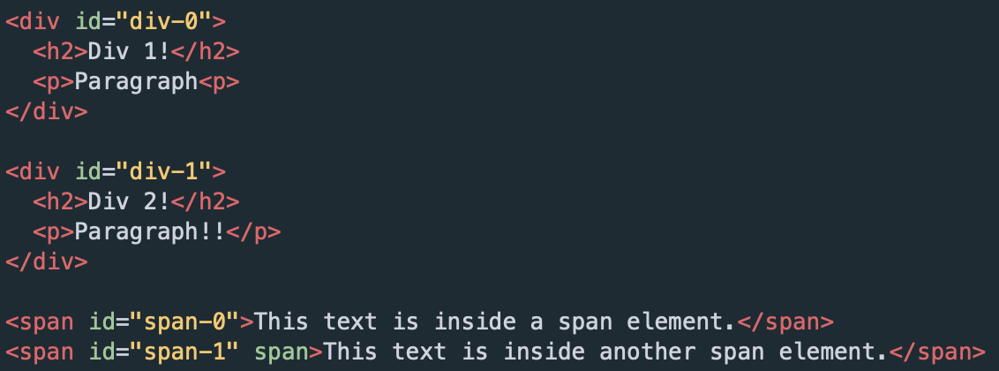 <div id="div-0">
  <h2>Div 1!</h2>
  <p>Paragraph<p>
</div>

<div id="div-1">
  <h2>Div 2!</h2>
  <p>Paragraph!!</p>
</div>

<span id="span-0">This text is inside a span element.</span>
<span id="span-1" span>This text is inside another span element.</span>